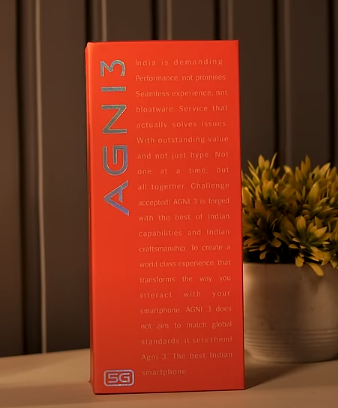 AGNI 3
India is demanding
Performance, not promises.
Seamless experience, not
bloatware. Service that
actually solves issues.
With outstanding value
and not just hype. Not
one at a time, but
all together. Challenge
accepted! AGNI 3 is forged
with the best of Indian
capabilities and Indian
craftsmanship. To create a
world class experience, that
transforms the way you
interact with your
smartphone. AGNI 3 does
not aim to match global
standards, it sets them!
Agni 3. The best Indian
smartphone.
5G